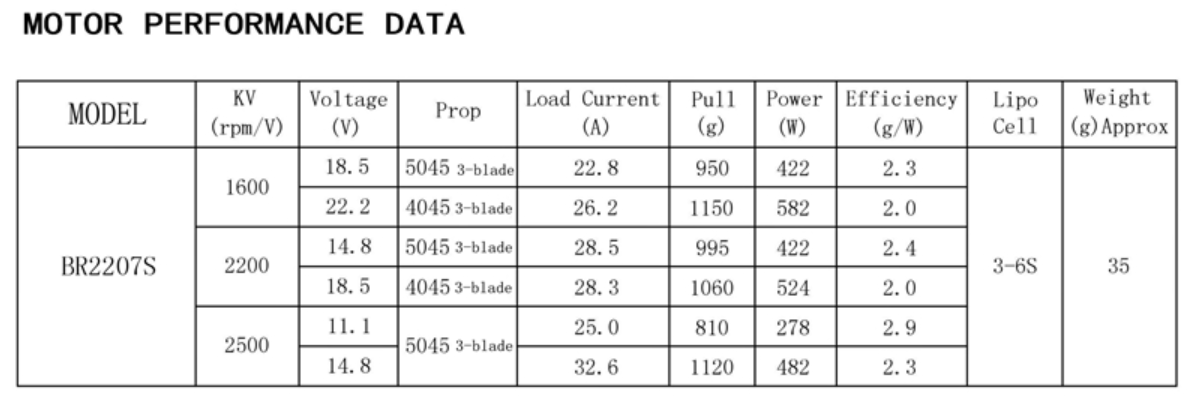 MOTOR PERFORMANCE DATA
MODEL KV (rpm/V) Voltage (V) Prop Load Current (A) Pull (g) Power (W) Efficiency (g/W) Lipo Cell Weight (g)Approx
BR2207S 1600 18.5 5045 3-blade 22.8 950 422 2.3 3-6S 35
22.2 4045 3-blade 26.2 1150 582 2.0
2200 14.8 5045 3-blade 28.5 995 422 2.4
18.5 4045 3-blade 28.3 1060 524 2.0
2500 11.1 5045 3-blade 25.0 810 278 2.9
14.8 32.6 1120 482 2.3